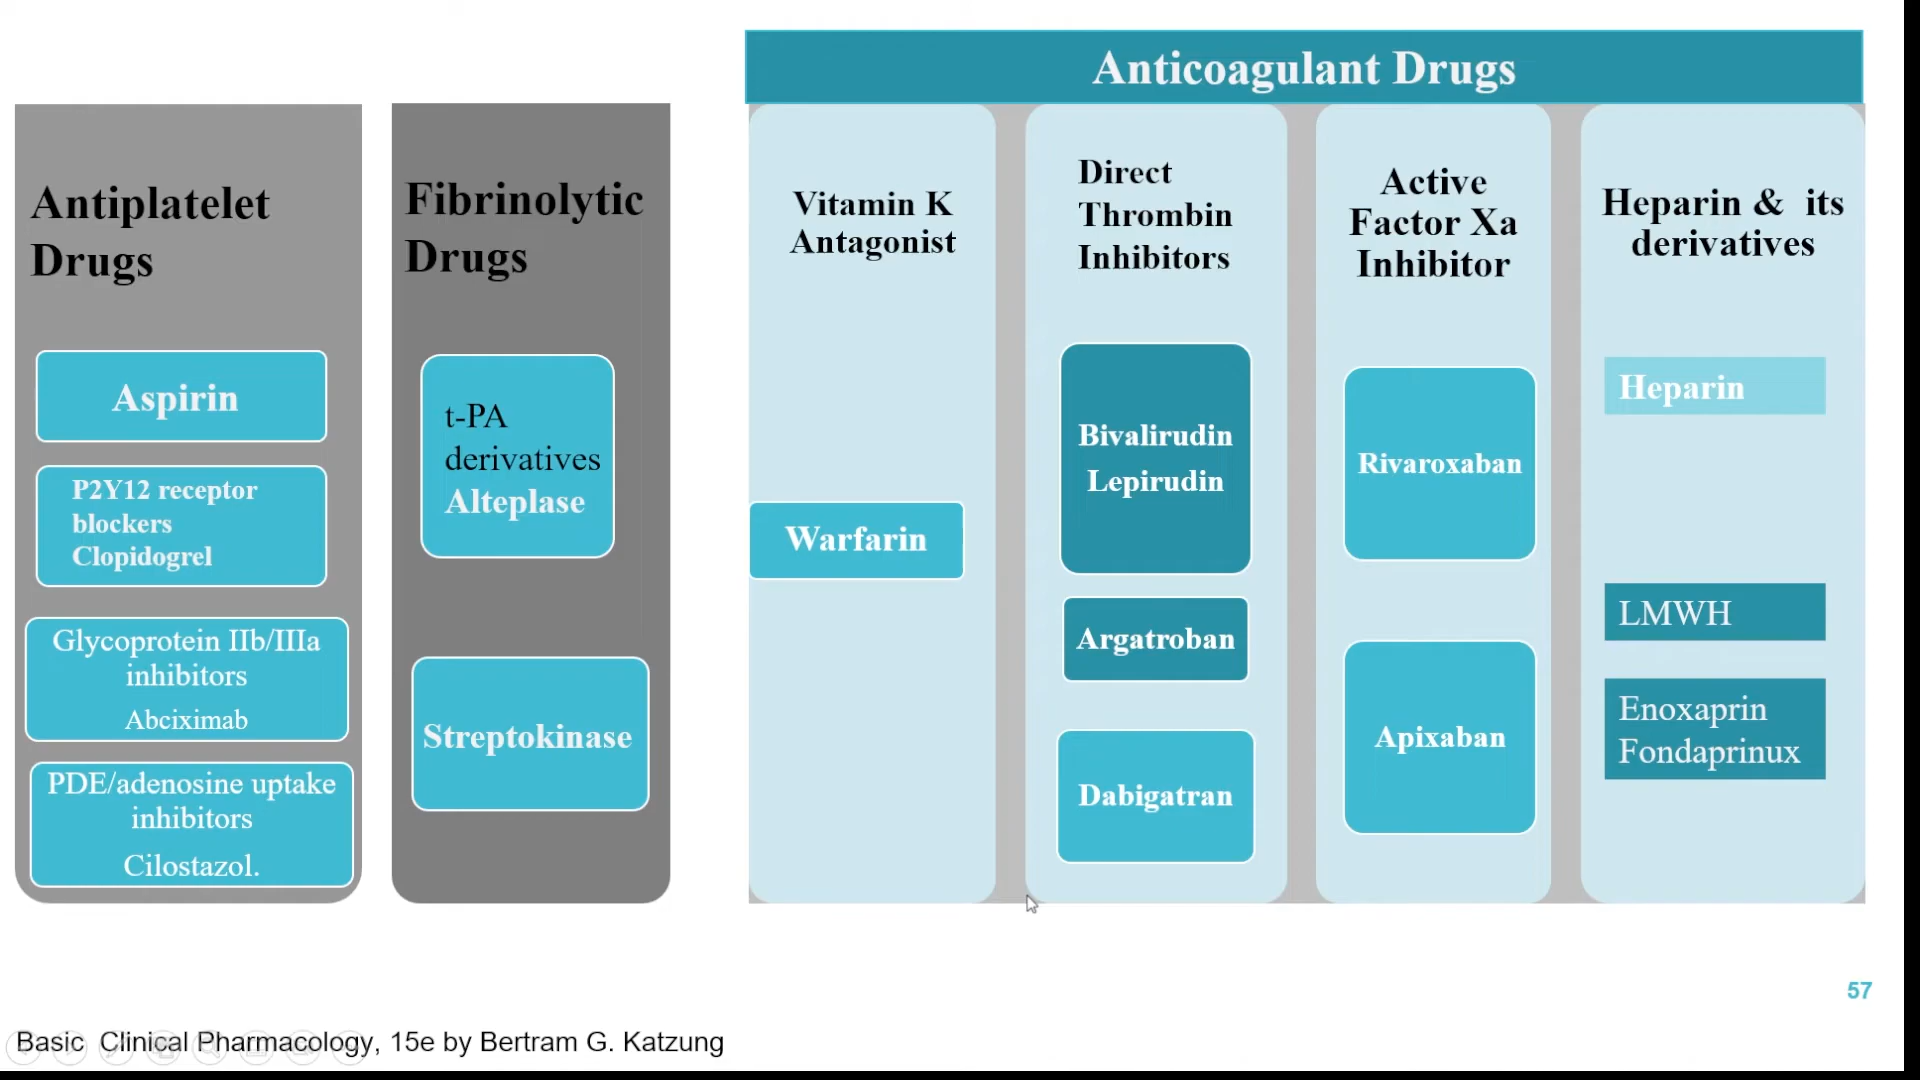 Antiplatelet
Drugs
Aspirin
P2Y12 receptor
blockers
Clopidogrel
Glycoprotein IIb/IIIa
inhibitors
Abciximab
PDE/adenosine uptake
inhibitors
Cilostazol.
Fibrinolytic
Drugs
t-PA
derivatives
Alteplase
Streptokinase
Anticoagulant Drugs
Vitamin K
Antagonist
Warfarin
Direct
Thrombin
Inhibitors
Bivalirudin
Lepirudin
Argatroban
Dabigatran
Active
Factor Xa
Inhibitor
Rivaroxaban
Apixaban
Heparin & its
derivatives
Heparin
LMWH
Enoxaprin
Fondaprinux
57
Basic Clinical Pharmacology, 15e by Bertram G. Katzung